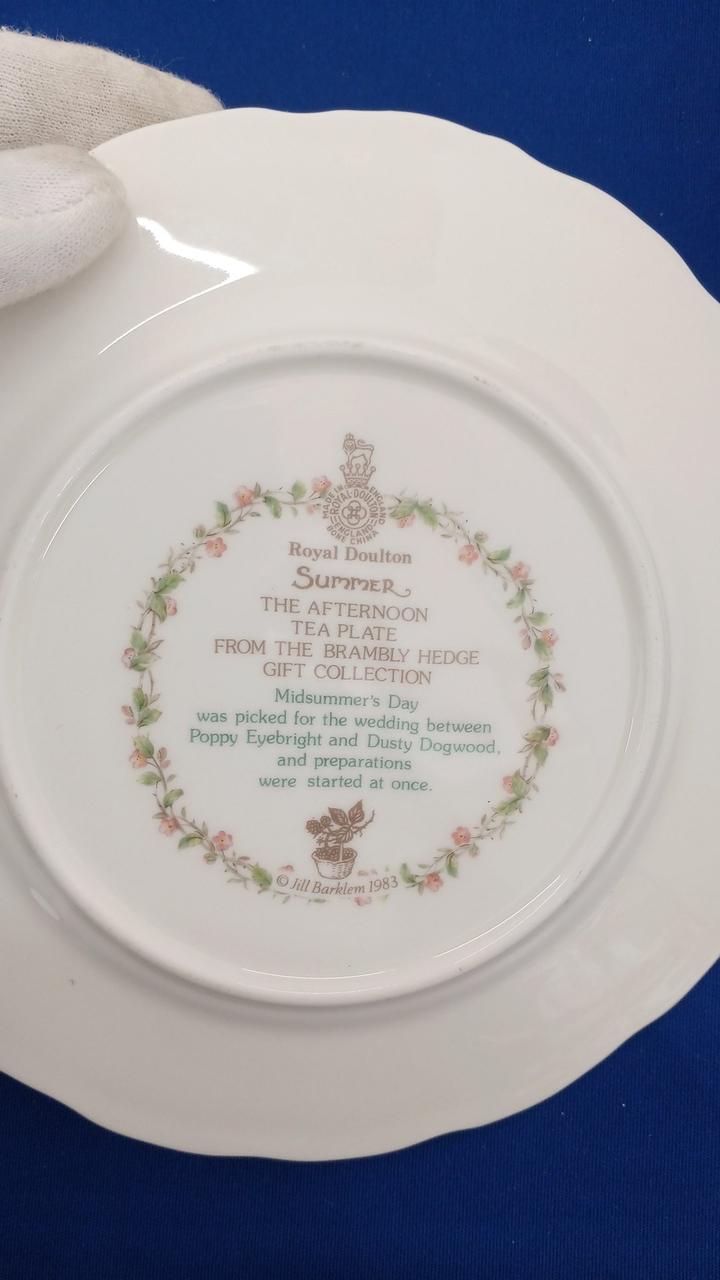 MADE IN ENGLAND
ROYAL·DOULTON
ENGLAND
BONE CHINA
Royal Doulton
SUMMER
THE AFTERNOON
TEA PLATE
FROM THE BRAMBLY HEDGE
GIFT COLLECTION
Midsummer's Day
was picked for the wedding between
Poppy Eyebright and Dusty Dogwood,
and preparations
were started at once.
© Jill Barklem 1983